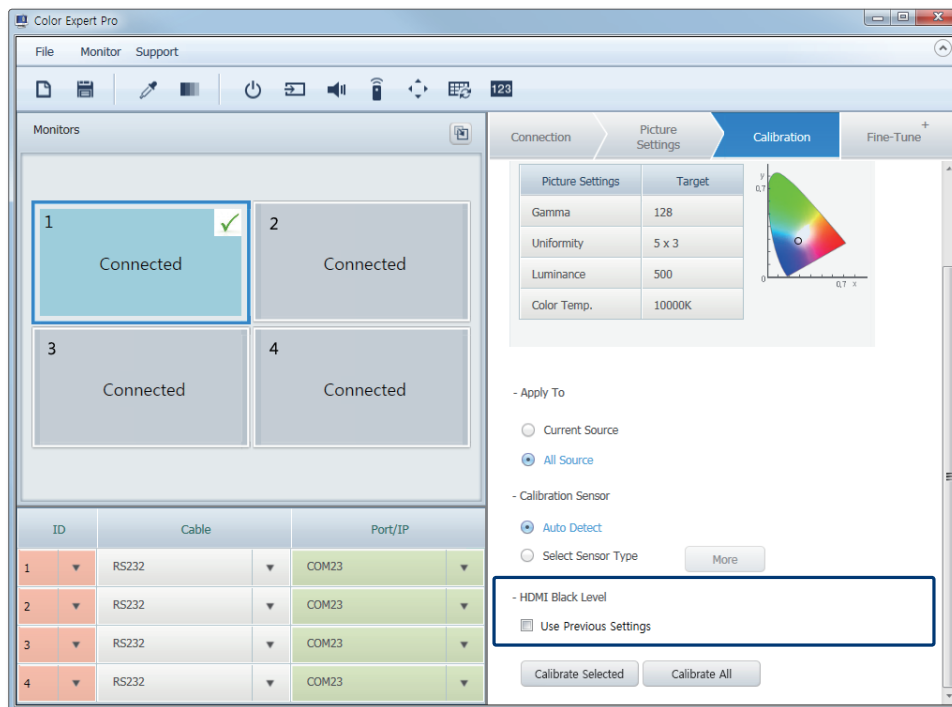 Color Expert Pro
File Monitor Support
123
Monitors
1
Connected
2
Connected
3
Connected
4
Connected
ID Cable Port/IP
1 RS232 COM23
2 RS232 COM23
3 RS232 COM23
4 RS232 COM23
Connection
Picture
Settings
Calibration
Fine-Tune +
Picture Settings Target
Gamma 128
Uniformity 5 x 3
Luminance 500
Color Temp. 10000K
y
0,7
0
0,7 x
- Apply To
Current Source
All Source
- Calibration Sensor
Auto Detect
Select Sensor Type More
- HDMI Black Level
Use Previous Settings
Calibrate Selected Calibrate All